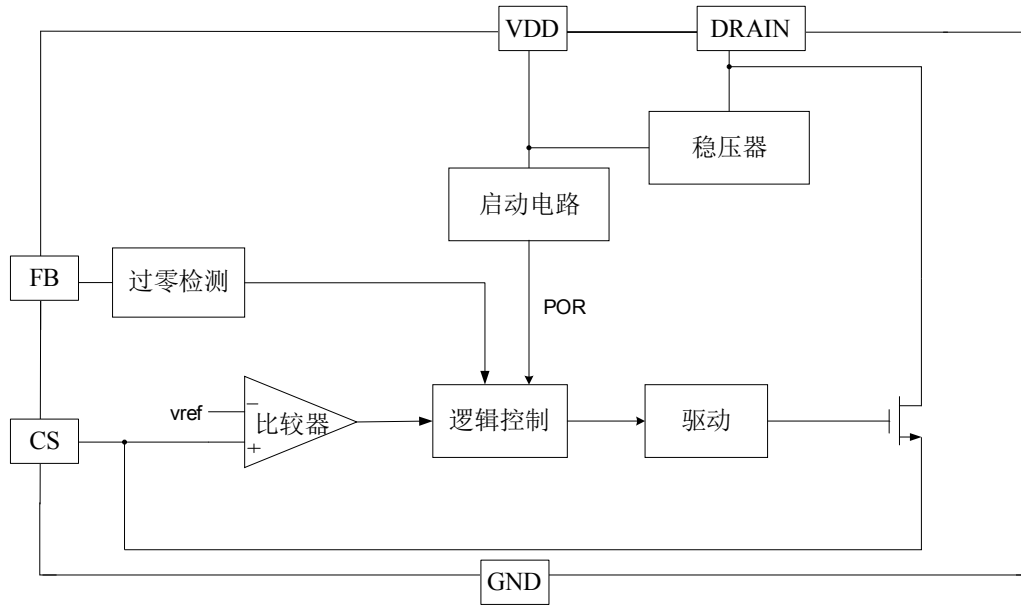 VDD
DRAIN
稳压器
启动电路
FB
过零检测
POR
vref
−
比较器
+
CS
逻辑控制
驱动
GND